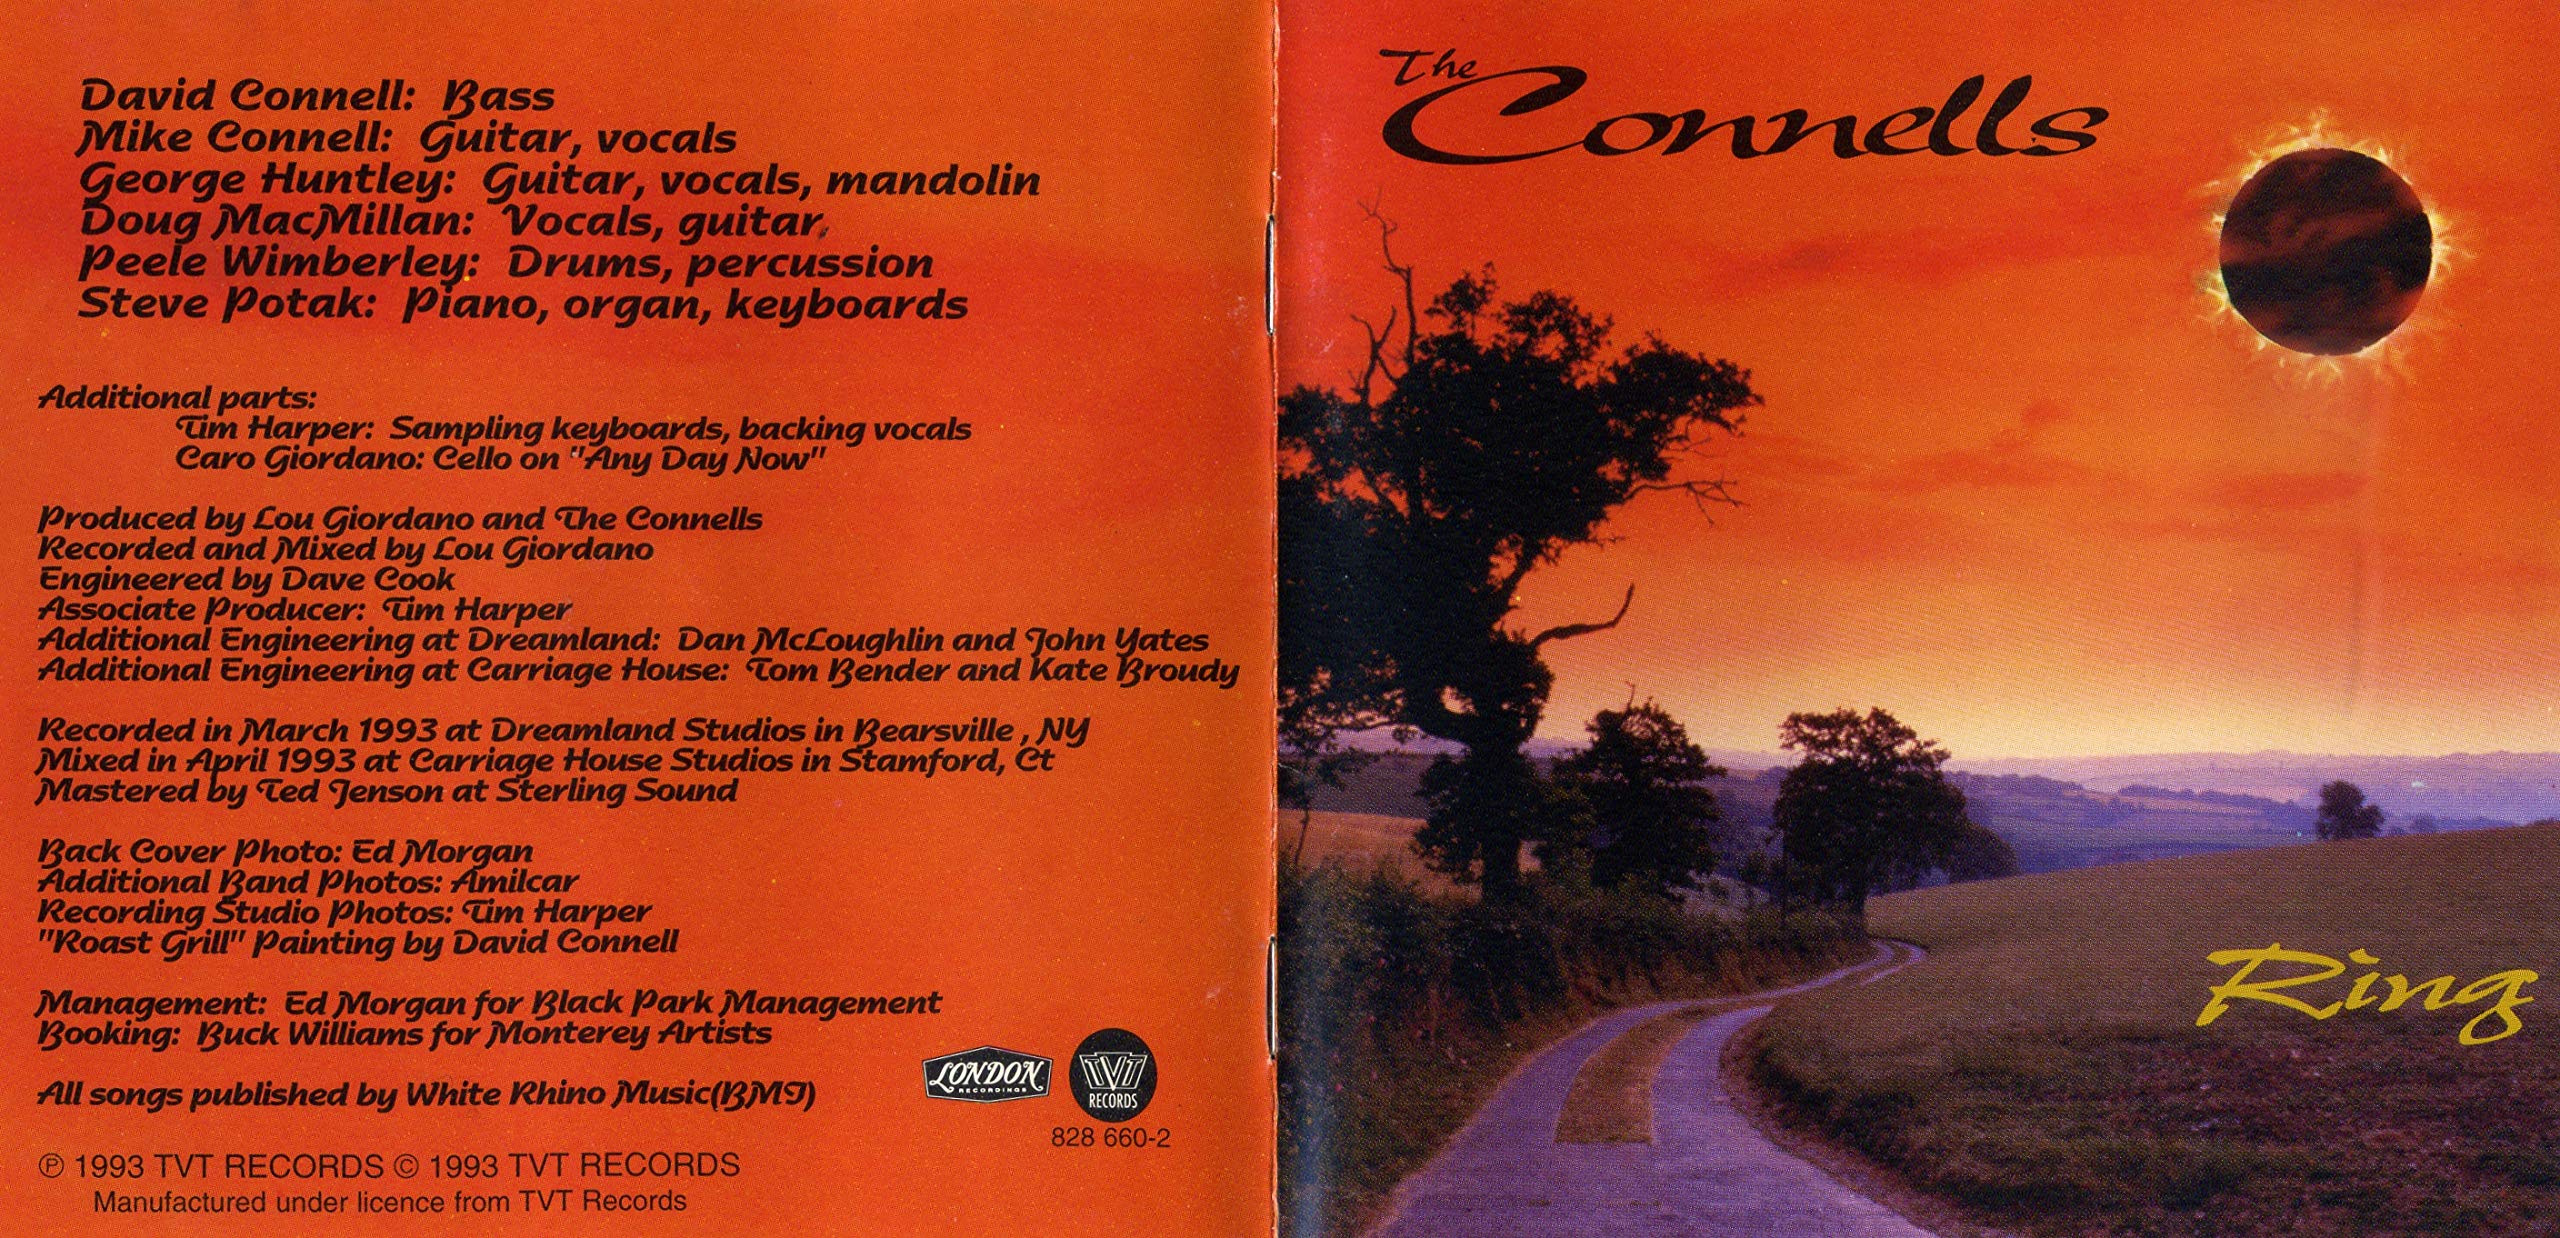 David Connell: Bass
Mike Connell: Guitar, vocals
George Huntley: Guitar, vocals, mandolin
Doug MacMillan: Vocals, guitar
Peele Wimberley: Drums, percussion
Steve Potak: Piano, organ, keyboards
Additional parts:
Tim Harper: Sampling keyboards, backing vocals
Caro Giordano: Cello on "Any Day Now"
Produced by Lou Giordano and The Connells
Recorded and Mixed by Lou Giordano
Engineered by Dave Cook
Associate Producer: Tim Harper
Additional Engineering at Dreamland: Dan McLoughlin and John Yates
Additional Engineering at Carriage House: Tom Bender and Kate Broudy
Recorded in March 1993 at Dreamland Studios in Bearsville , NY
Mixed in April 1993 at Carriage House Studios in Stamford, Ct
Mastered by Ted Jenson at Sterling Sound
Back Cover Photo: Ed Morgan
Additional Band Photos: Amilcar
Recording Studio Photos: Tim Harper
"Roast Grill" Painting by David Connell
Management: Ed Morgan for Black Park Management
Booking: Buck Williams for Monterey Artists
All songs published by White Rhino Music(BMI)
LONDON
RECORDINGS
TVT
RECORDS
828 660-2
℗ 1993 TVT RECORDS © 1993 TVT RECORDS
Manufactured under licence from TVT Records
The
Connells
Ring